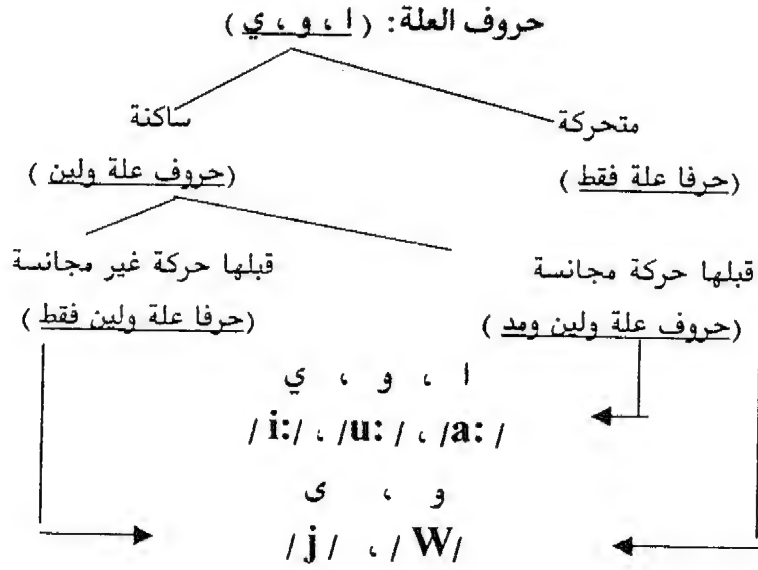 حروف العلة: (ا ، و ، ي)
متحركة ساكنة
(حرفا علة فقط) (حروف علة ولين)
قبلها حركة مجانسة قبلها حركة غير مجانسة
(حروف علة ولين ومد) (حرفا علة ولين فقط)
ا ، و ، ي
/a:/ ، /u:/ ، /i:/
و ، ى
/W/ ، /j/